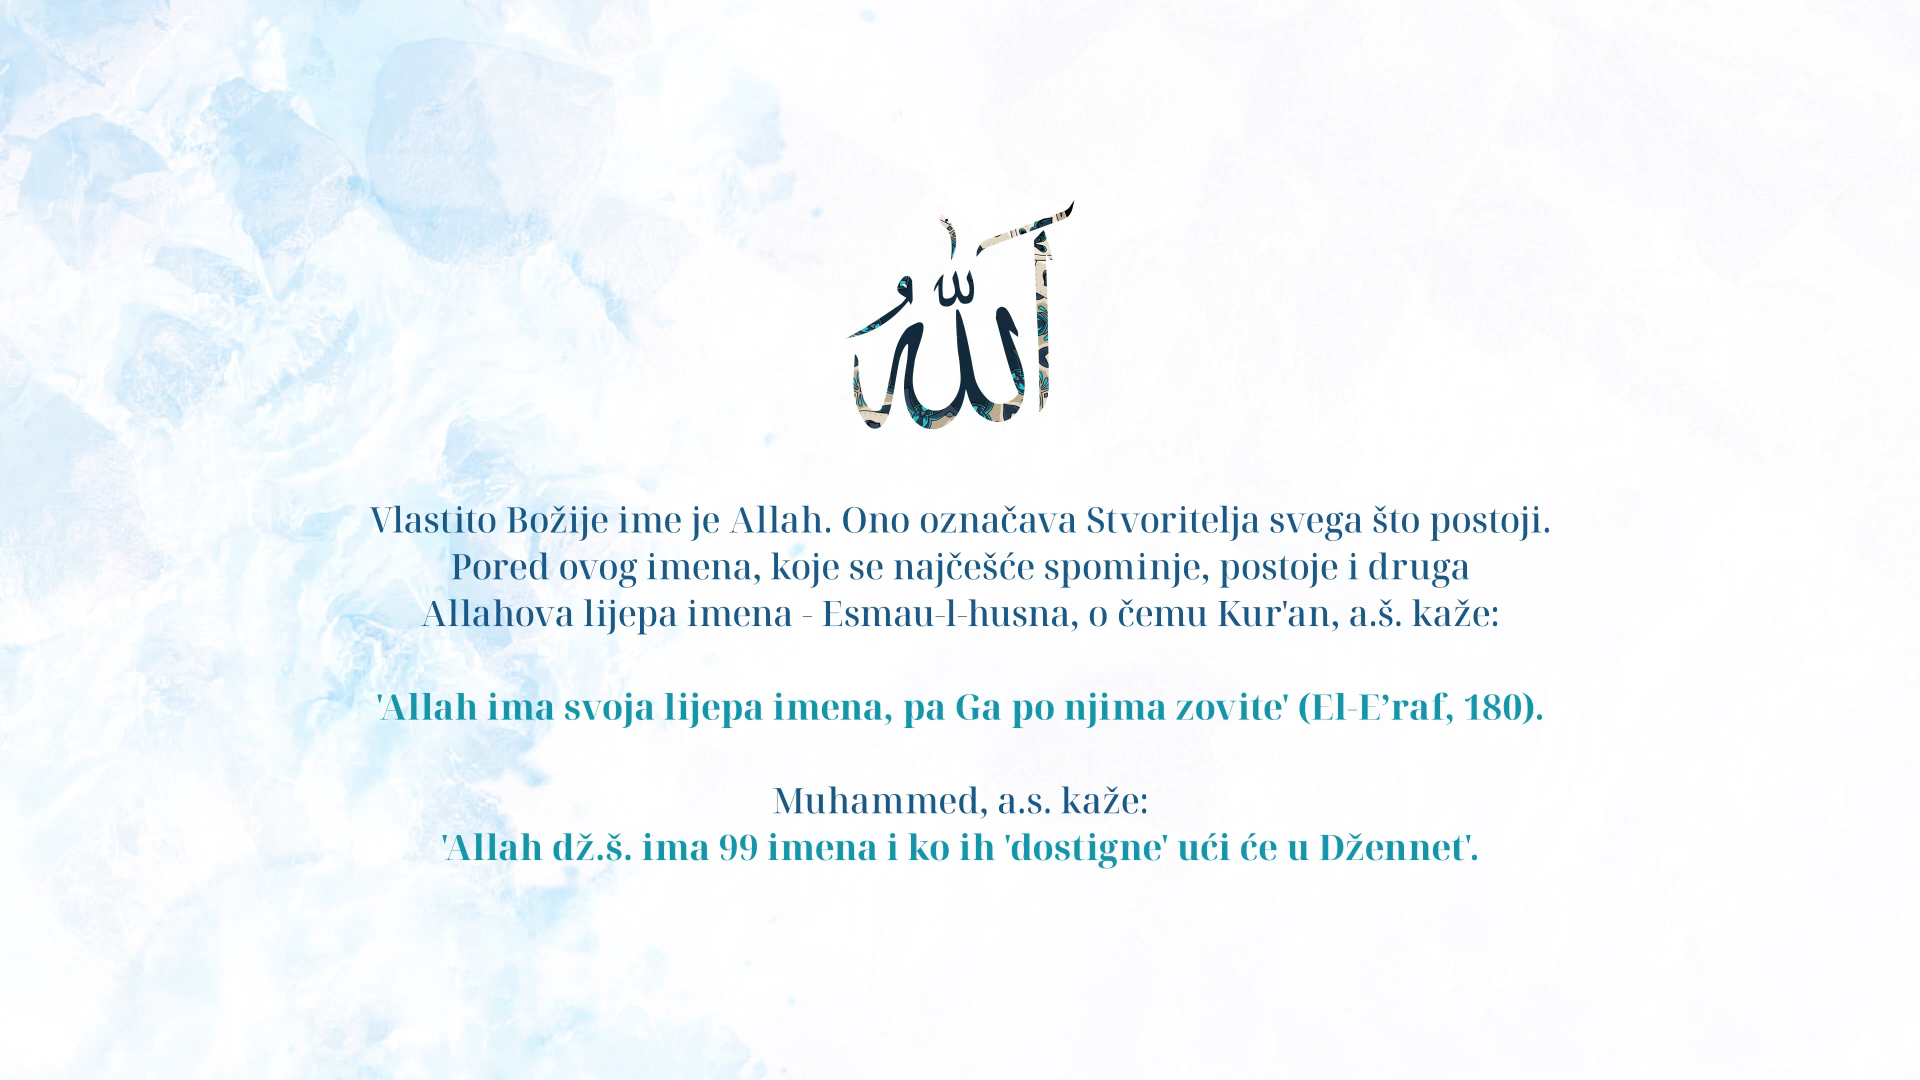 الله
Vlastito Božije ime je Allah. Ono označava Stvoritelja svega što postoji.
Pored ovog imena, koje se najčešće spominje, postoje i druga
Allahova lijepa imena - Esmau-l-husna, o čemu Kur'an, a.š. kaže:
'Allah ima svoja lijepa imena, pa Ga po njima zovite' (El-E’raf, 180).
Muhammed, a.s. kaže:
'Allah dž.š. ima 99 imena i ko ih 'dostigne' ući će u Džennet'.